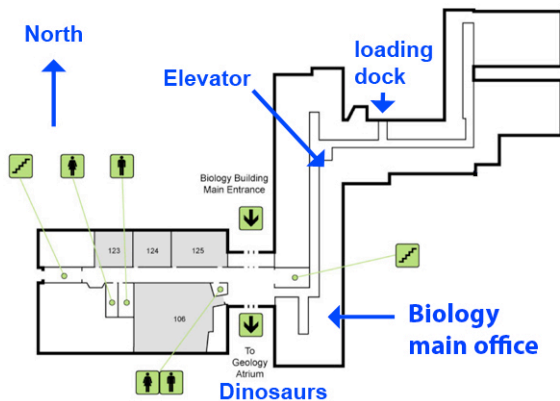 North
loading
dock
Elevator
Biology Building
Main Entrance
123
124
125
106
Biology
main office
To
Geology
Atrium
Dinosaurs